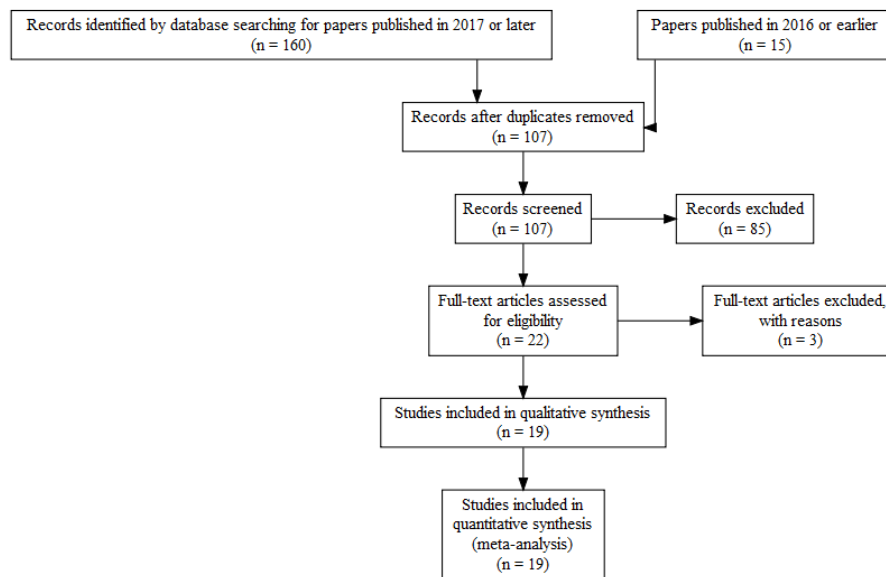 Records identified by database searching for papers published in 2017 or later
(n = 160)
Papers published in 2016 or earlier
(n = 15)
Records after duplicates removed
(n = 107)
Records screened
(n = 107)
Records excluded
(n = 85)
Full-text articles assessed
for eligibility
(n = 22)
Full-text articles excluded,
with reasons
(n = 3)
Studies included in qualitative synthesis
(n = 19)
Studies included in
quantitative synthesis
(meta-analysis)
(n = 19)